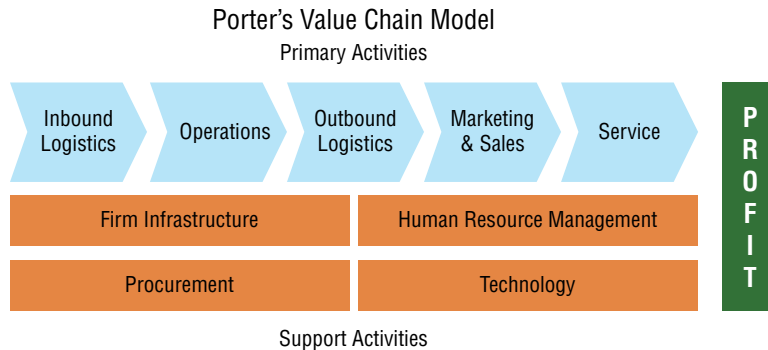 Porter’s Value Chain Model
Primary Activities
Inbound
Logistics
Operations
Outbound
Logistics
Marketing
& Sales
Service
Firm Infrastructure
Human Resource Management
Procurement
Technology
Support Activities
PROFIT